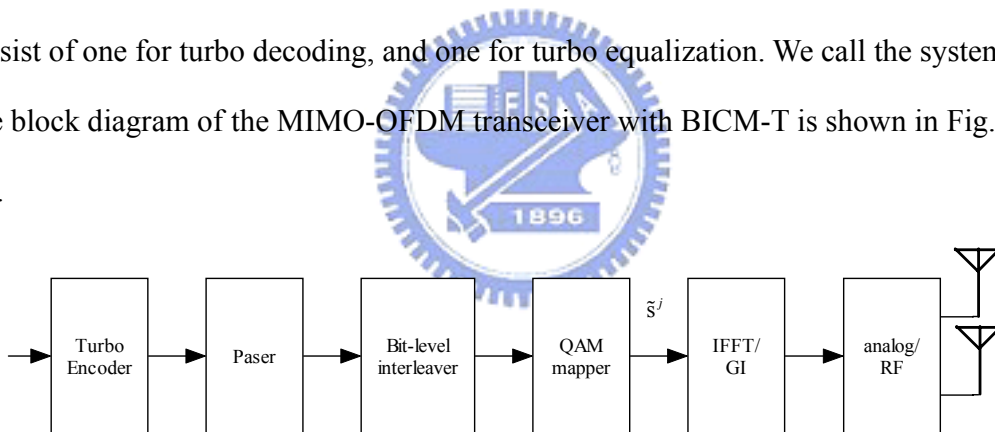 sist of one for turbo decoding, and one for turbo equalization. We call the system
e block diagram of the MIMO-OFDM transceiver with BICM-T is shown in Fig.
E S A
1896
s̃ʲ
Turbo Encoder
Paser
Bit-level interleaver
QAM mapper
IFFT/ GI
analog/ RF